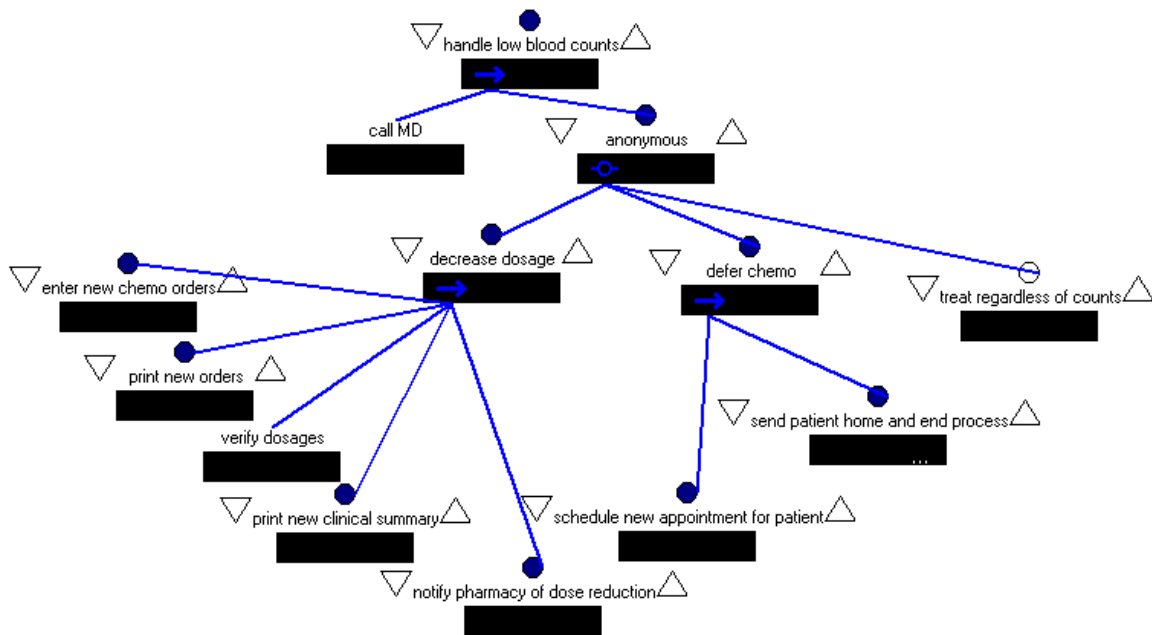 handle low blood counts
call MD
anonymous
decrease dosage
defer chemo
treat regardless of counts
enter new chemo orders
print new orders
verify dosages
send patient home and end process
...
print new clinical summary
schedule new appointment for patient
notify pharmacy of dose reduction